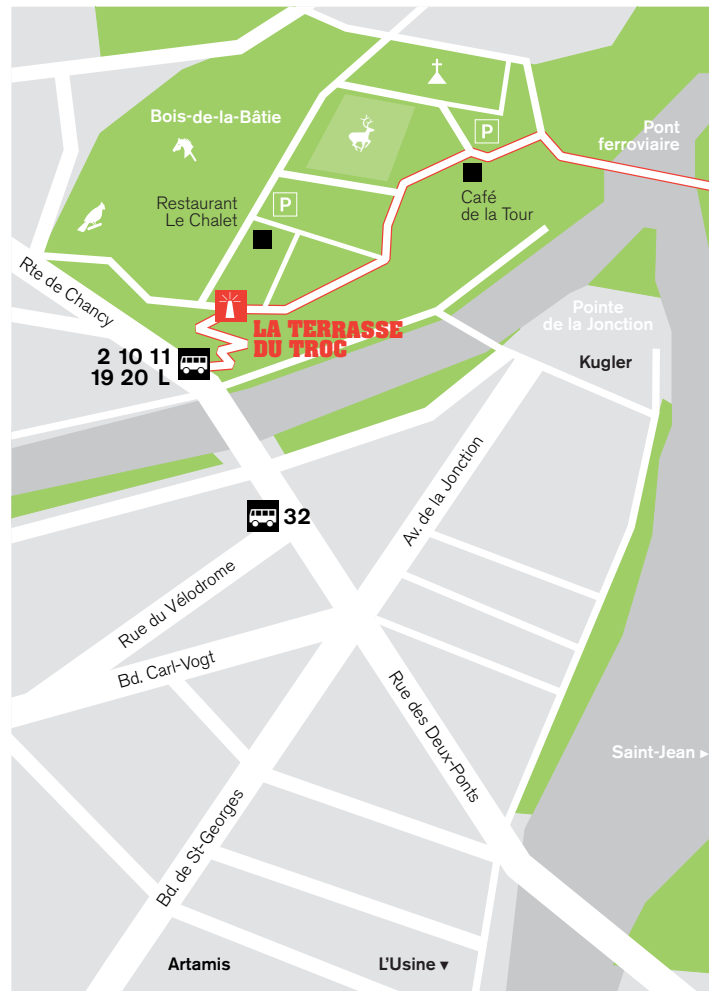 Bois-de-la-Bâtie
P
Pont
ferroviaire
Restaurant
Le Chalet
P
Café
de la Tour
Rte de Chancy
LA TERRASSE
DU TROC
Pointe
de la Jonction
2 10 11
19 20 L
Kugler
32
Av. de la Jonction
Rue du Vélodrome
Bd. Carl-Vogt
Rue des Deux-Ponts
Saint-Jean ▸
Bd. de St-Georges
Artamis
L'Usine ▾